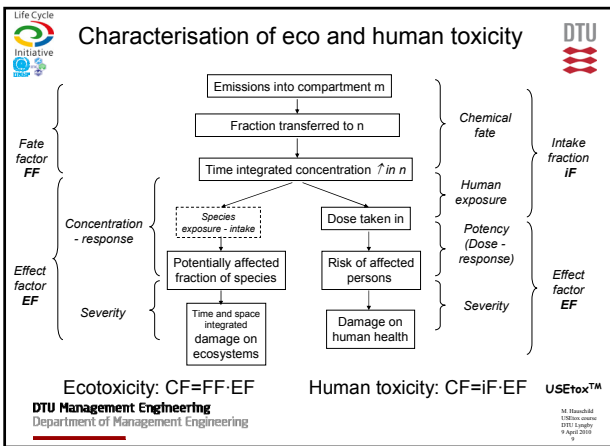 Life Cycle
Initiative
UNEP
Characterisation of eco and human toxicity
DTU
Emissions into compartment m
Fraction transferred to n
Time integrated concentration ↑ in n
Fate
factor
FF
Chemical
fate
Intake
fraction
iF
Human
exposure
Concentration
- response
Species
exposure - intake
Dose taken in
Potency
(Dose -
response)
Potentially affected
fraction of species
Risk of affected
persons
Effect
factor
EF
Effect
factor
EF
Severity
Time and space
integrated
damage on
ecosystems
Damage on
human health
Severity
Ecotoxicity: CF=FF·EF
Human toxicity: CF=iF·EF
USEtox™
DTU Management Engineering
Department of Management Engineering
M. Hauschild
USEtox course
DTU Lyngby
9 April 2010
9